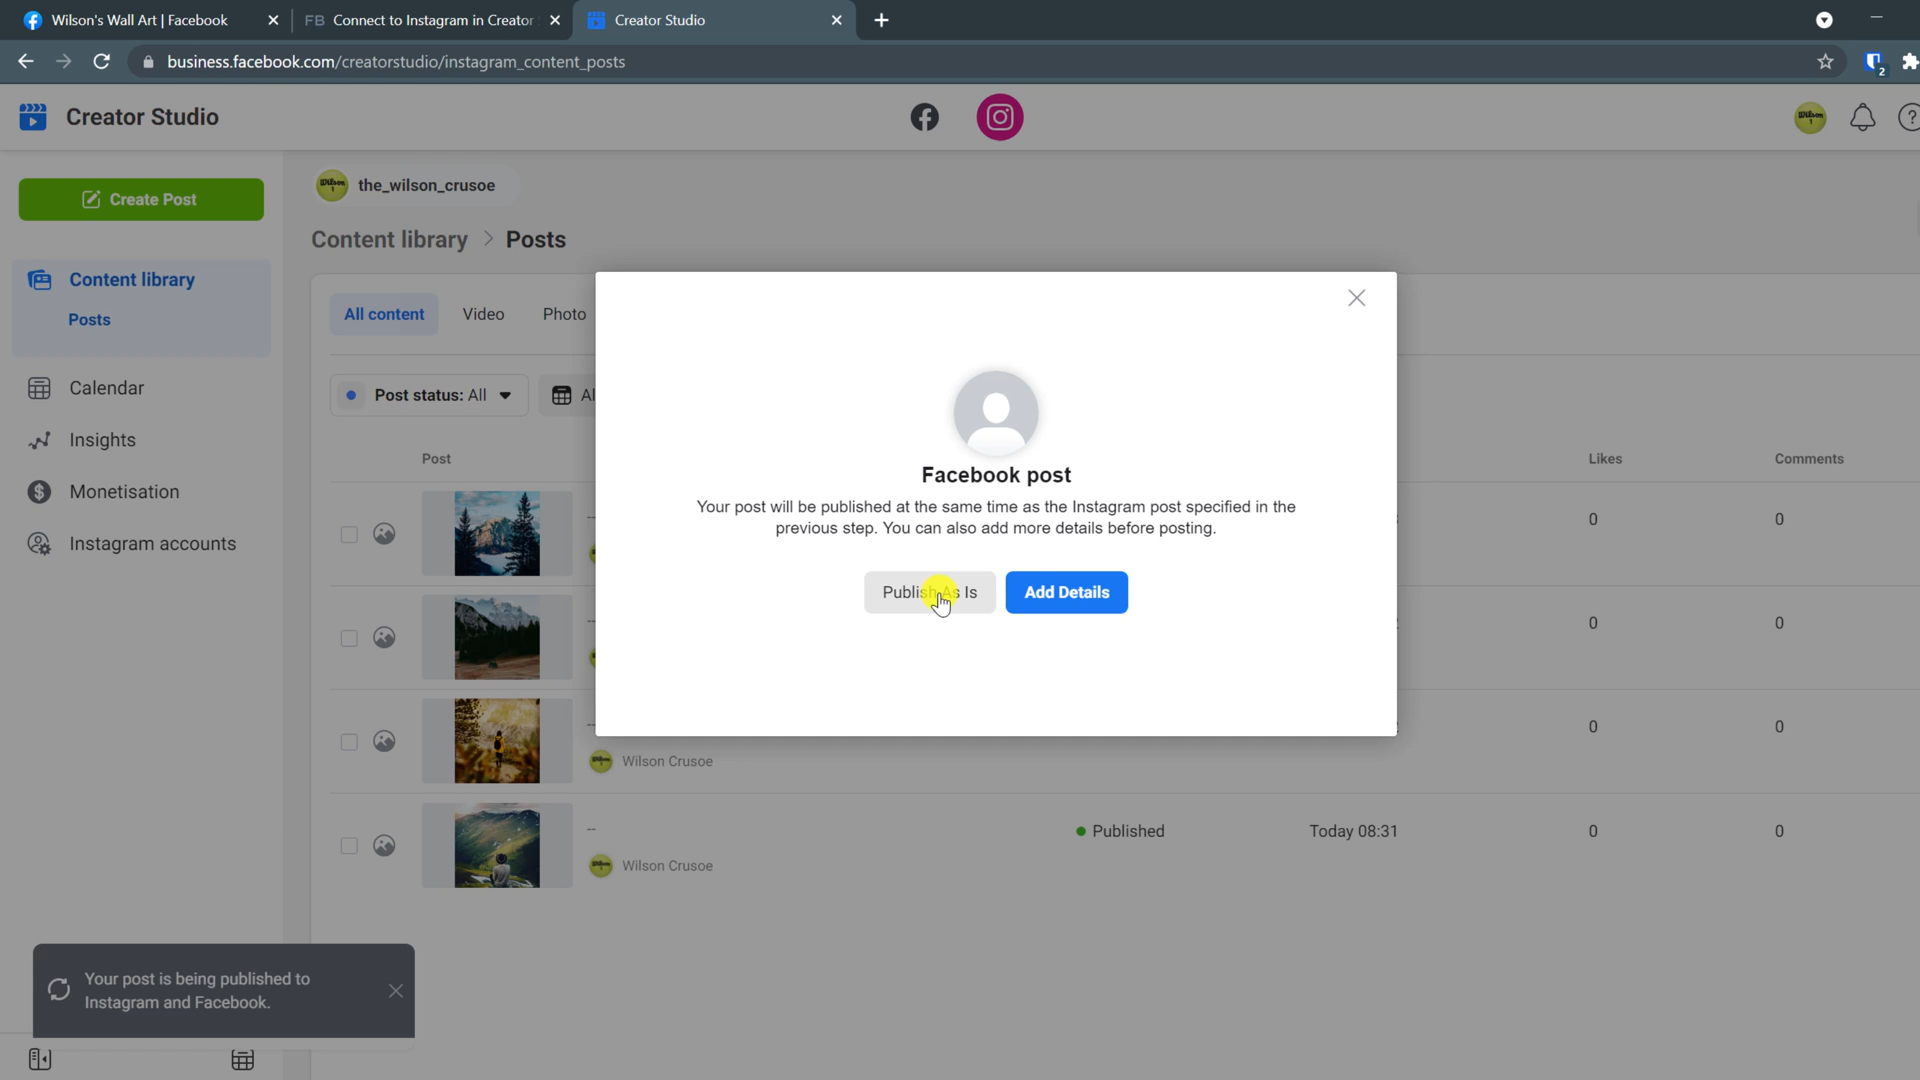 Wilson's Wall Art | Facebook
FB Connect to Instagram in Creator
Creator Studio
business.facebook.com/creatorstudio/instagram_content_posts
2
Creator Studio
Create Post
the_wilson_crusoe
Content library > Posts
Content library
Posts
Calendar
Insights
Monetisation
Instagram accounts
All content Video Photo
Post status: All
Al
Post Likes Comments
Facebook post
Your post will be published at the same time as the Instagram post specified in the
previous step. You can also add more details before posting.
Publish As Is Add Details
0 0
0 0
0 0
Wilson Crusoe
-- Published Today 08:31 0 0
Wilson Crusoe
Your post is being published to
Instagram and Facebook.